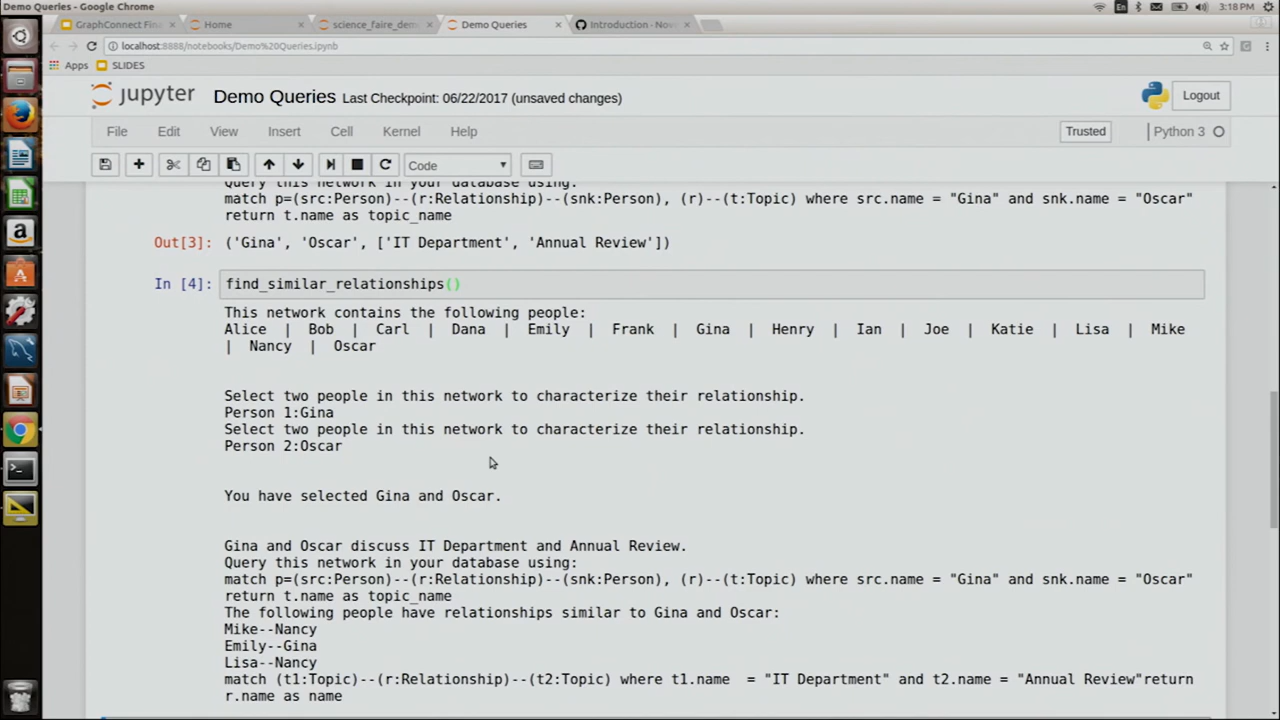 Demo Queries - Google Chrome
En
3:18 PM
GraphConnect Fina
Home
science_faire_dem
Demo Queries
Introduction - Nov
localhost:8888/notebooks/Demo%20Queries.ipynb
Apps
SLIDES
jupyter
Demo Queries Last Checkpoint: 06/22/2017 (unsaved changes)
Logout
File Edit View Insert Cell Kernel Help
Trusted
Python 3
Code
Query this network in your database using:
match p=(src:Person)--(r:Relationship)--(snk:Person), (r)--(t:Topic) where src.name = "Gina" and snk.name = "Oscar"
return t.name as topic_name
Out[3]: ('Gina', 'Oscar', ['IT Department', 'Annual Review'])
In [4]: find_similar_relationships()
This network contains the following people:
Alice | Bob | Carl | Dana | Emily | Frank | Gina | Henry | Ian | Joe | Katie | Lisa | Mike
| Nancy | Oscar
Select two people in this network to characterize their relationship.
Person 1:Gina
Select two people in this network to characterize their relationship.
Person 2:Oscar
You have selected Gina and Oscar.
Gina and Oscar discuss IT Department and Annual Review.
Query this network in your database using:
match p=(src:Person)--(r:Relationship)--(snk:Person), (r)--(t:Topic) where src.name = "Gina" and snk.name = "Oscar"
return t.name as topic_name
The following people have relationships similar to Gina and Oscar:
Mike--Nancy
Emily--Gina
Lisa--Nancy
match (t1:Topic)--(r:Relationship)--(t2:Topic) where t1.name  = "IT Department" and t2.name = "Annual Review"return
r.name as name